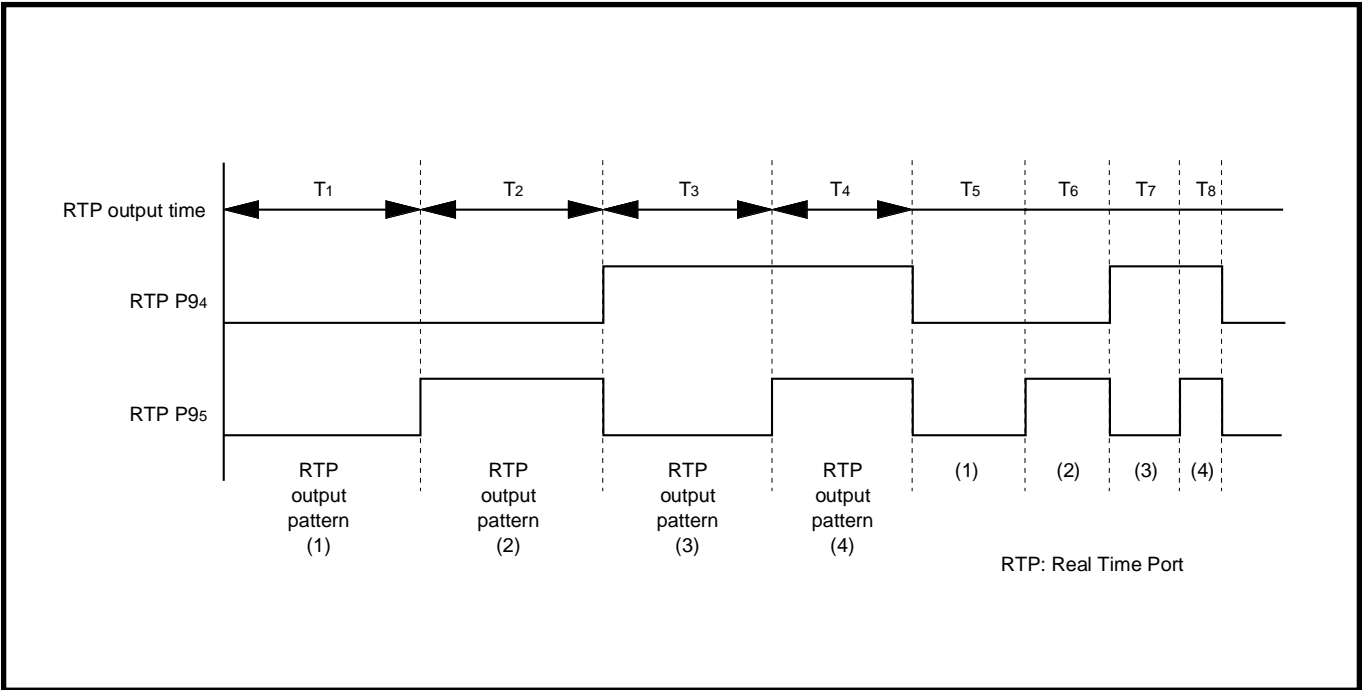 T1 T2 T3 T4 T5 T6 T7 T8
RTP output time
RTP P94
RTP P95
RTP output pattern (1)
RTP output pattern (2)
RTP output pattern (3)
RTP output pattern (4)
(1) (2) (3) (4)
RTP: Real Time Port